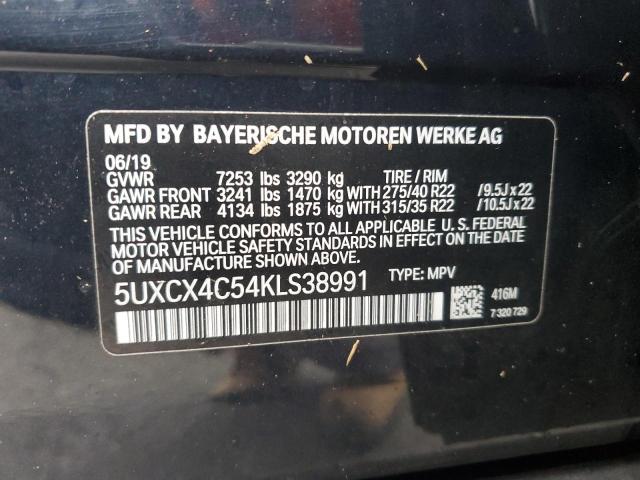 MFD BY BAYERISCHE MOTOREN WERKE AG
06/19
GVWR 7253 lbs 3290 kg TIRE / RIM
GAWR FRONT 3241 lbs 1470 kg WITH 275/40 R22 /9.5J x 22
GAWR REAR 4134 lbs 1875 kg WITH 315/35 R22 /10.5J x 22
THIS VEHICLE CONFORMS TO ALL APPLICABLE U.S. FEDERAL
MOTOR VEHICLE SAFETY STANDARDS IN EFFECT ON THE DATE OF
MANUFACTURE SHOWN ABOVE.
5UXCX4C54KLS38991 TYPE: MPV
416M
7 320 729